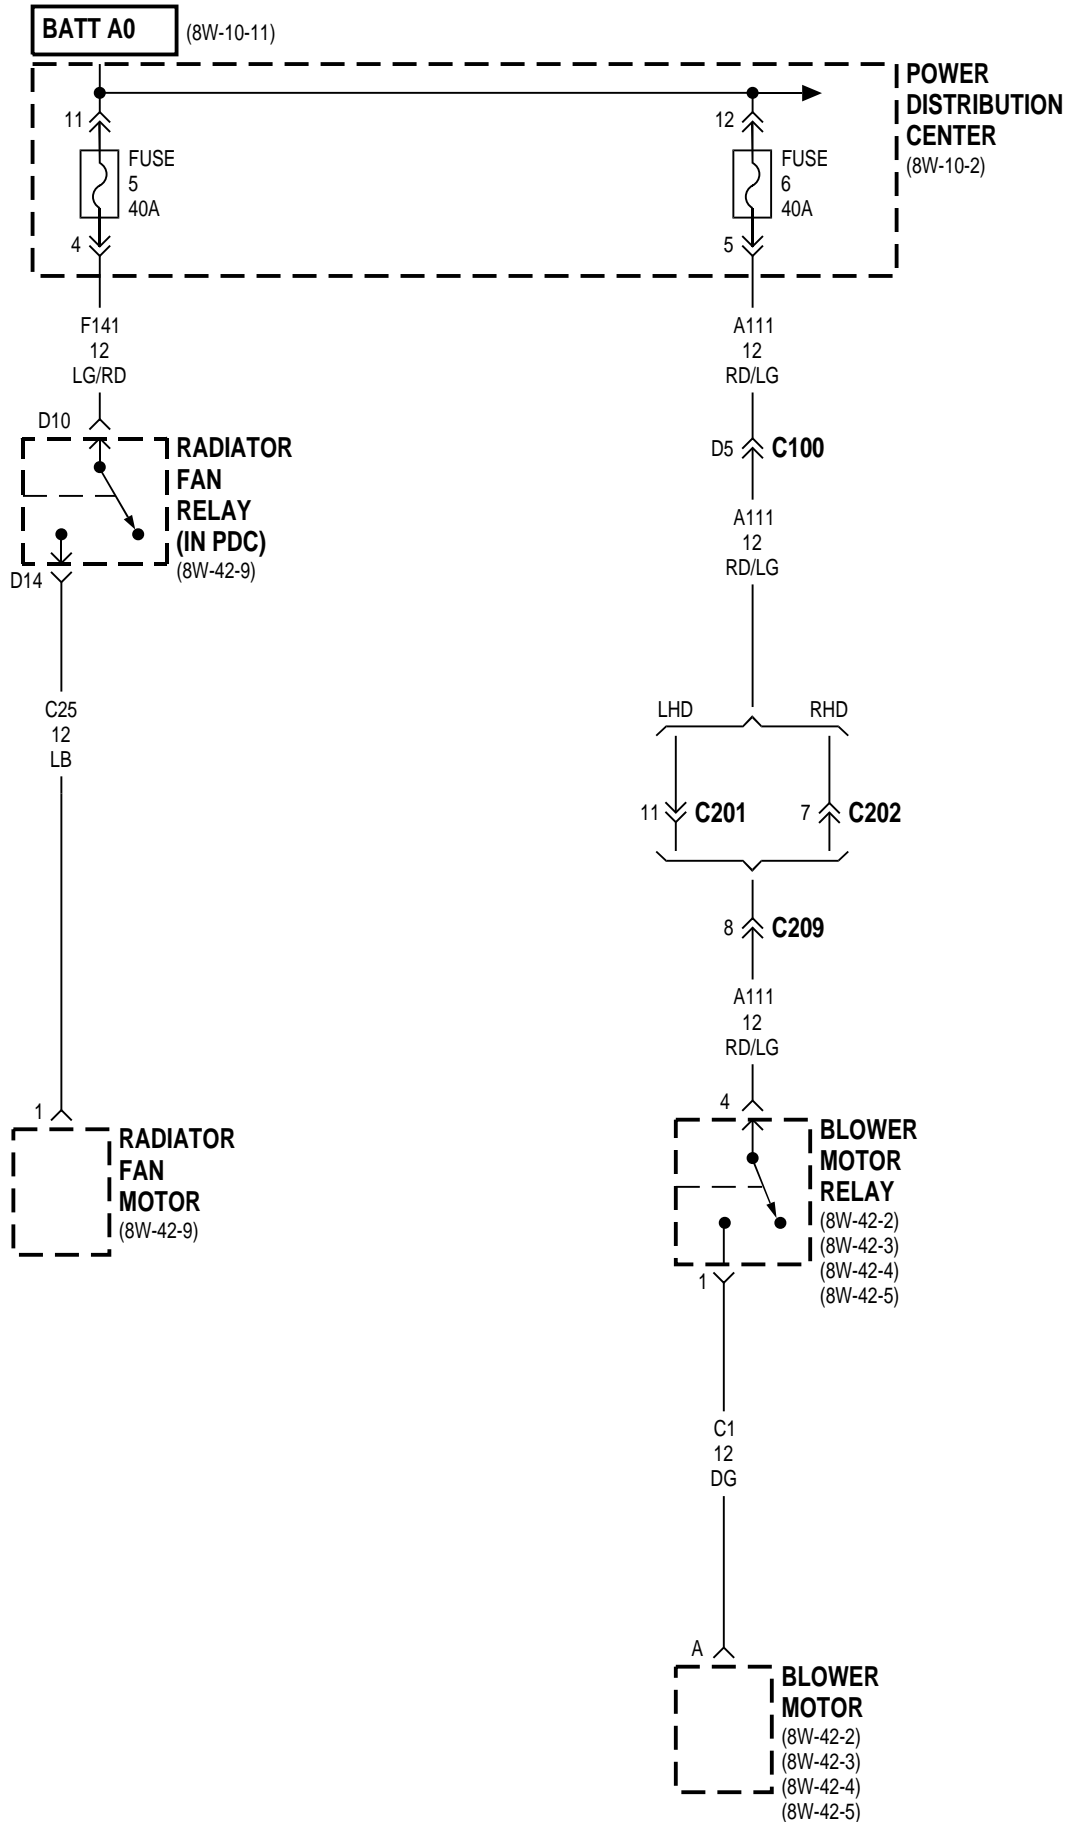 BATT A0 (8W-10-11)
POWER
DISTRIBUTION
CENTER
(8W-10-2)
11
FUSE
5
40A
4
12
FUSE
6
40A
5
F141
12
LG/RD
D10
RADIATOR
FAN
RELAY
(IN PDC)
(8W-42-9)
D14
C25
12
LB
1
RADIATOR
FAN
MOTOR
(8W-42-9)
A111
12
RD/LG
D5 C100
A111
12
RD/LG
LHD RHD
11 C201 7 C202
8 C209
A111
12
RD/LG
4
BLOWER
MOTOR
RELAY
(8W-42-2)
(8W-42-3)
(8W-42-4)
(8W-42-5)
1
C1
12
DG
A
BLOWER
MOTOR
(8W-42-2)
(8W-42-3)
(8W-42-4)
(8W-42-5)